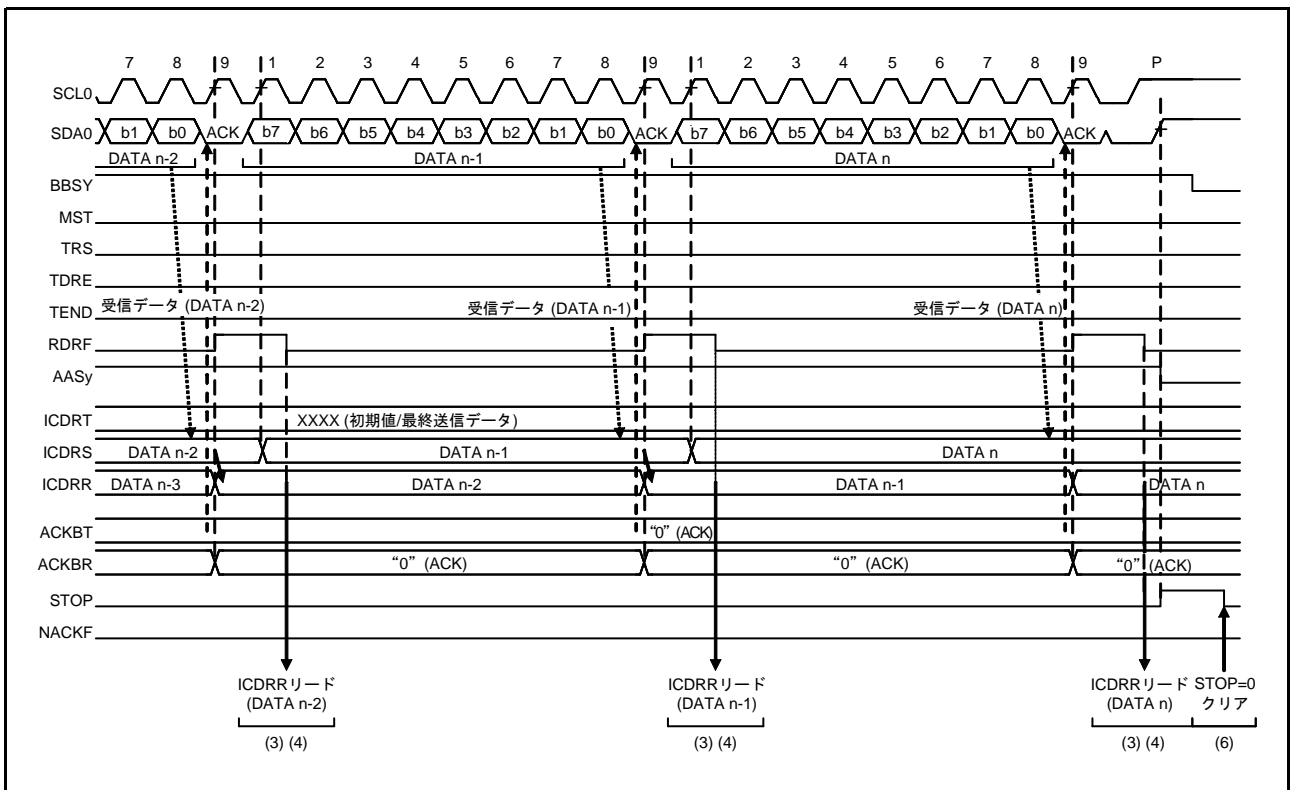 7 8 9 1 2 3 4 5 6 7 8 9 1 2 3 4 5 6 7 8 9 P
SCL0
SDA0 b1 b0 ACK b7 b6 b5 b4 b3 b2 b1 b0 ACK b7 b6 b5 b4 b3 b2 b1 b0 ACK
DATA n-2 DATA n-1 DATA n
BBSY
MST
TRS
TDRE
TEND 受信データ (DATA n-2) 受信データ (DATA n-1) 受信データ (DATA n)
RDRF
AASy
ICDRT XXXX (初期値/最終送信データ)
ICDRS DATA n-2 DATA n-1 DATA n
ICDRR DATA n-3 DATA n-2 DATA n-1 DATA n
ACKBT “0” (ACK)
ACKBR “0” (ACK) “0” (ACK) “0” (ACK)
STOP
NACKF
ICDRRリード ICDRRリード ICDRRリード STOP=0
(DATA n-2) (DATA n-1) (DATA n) クリア
(3) (4) (3) (4) (3) (4) (6)